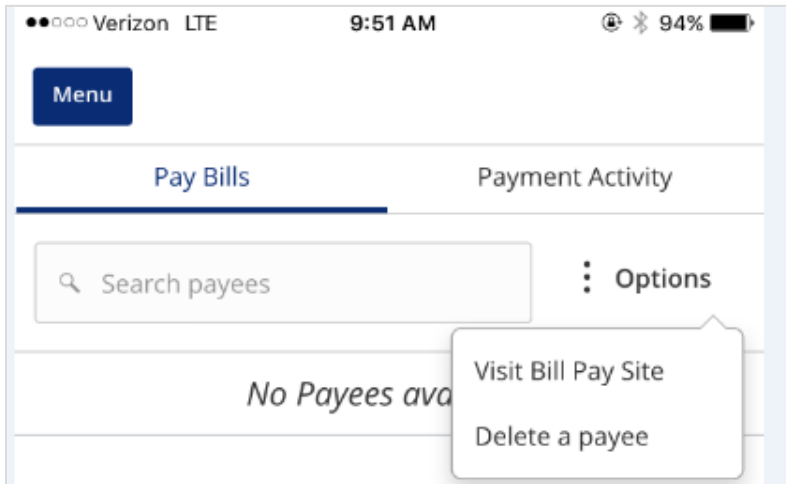 Verizon LTE 9:51 AM 94%
Menu
Pay Bills Payment Activity
Search payees Options
Visit Bill Pay Site
No Payees ava
Delete a payee